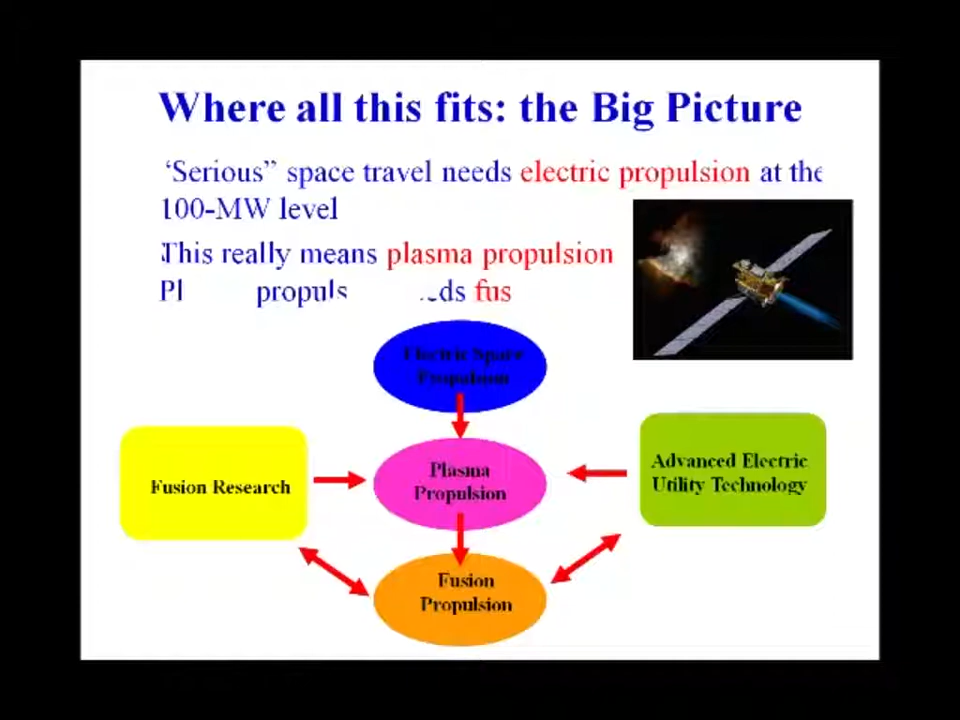 Where all this fits: the Big Picture
‘Serious” space travel needs electric propulsion at the
100-MW level
This really means plasma propulsion
Pl propuls eds fus
Electric Space
Propulsion
Plasma
Propulsion
Fusion Research
Advanced Electric
Utility Technology
Fusion
Propulsion